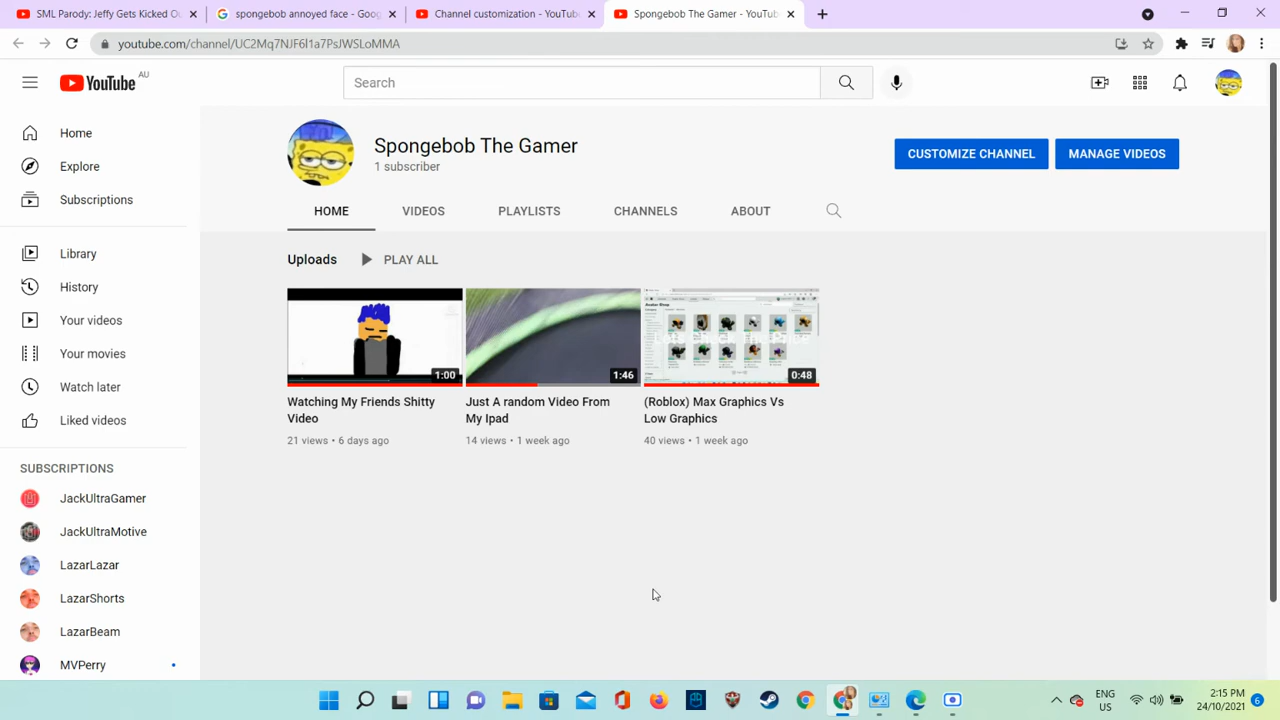 SML Parody: Jeffy Gets Kicked Ou
spongebob annoyed face - Goog
Channel customization - YouTube
Spongebob The Gamer - YouTube
youtube.com/channel/UC2Mq7NJF6l1a7PsJWSLoMMA
YouTube AU
Search
Home
Explore
Subscriptions
Library
History
Your videos
Your movies
Watch later
Liked videos
SUBSCRIPTIONS
JackUltraGamer
JackUltraMotive
LazarLazar
LazarShorts
LazarBeam
MVPerry
Spongebob The Gamer
1 subscriber
CUSTOMIZE CHANNEL
MANAGE VIDEOS
HOME VIDEOS PLAYLISTS CHANNELS ABOUT
Uploads PLAY ALL
1:00
Watching My Friends Shitty
Video
21 views • 6 days ago
1:46
Just A random Video From
My Ipad
14 views • 1 week ago
0:48
(Roblox) Max Graphics Vs
Low Graphics
40 views • 1 week ago
ENG
US
2:15 PM
24/10/2021
6